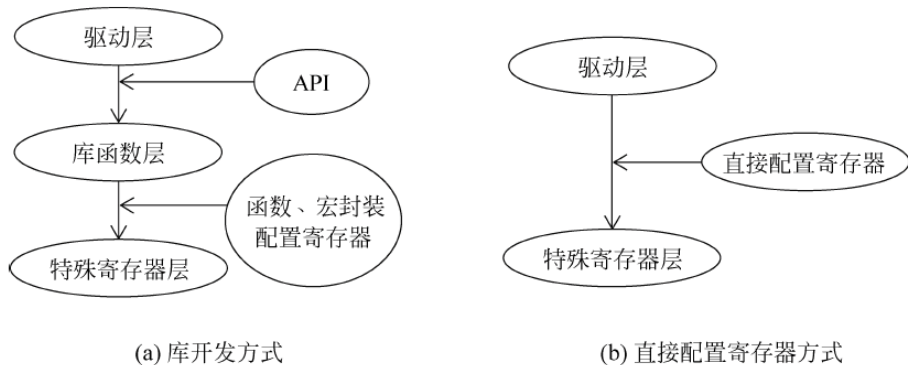 驱动层
API
库函数层
函数、宏封装
配置寄存器
特殊寄存器层
(a) 库开发方式
驱动层
直接配置寄存器
特殊寄存器层
(b) 直接配置寄存器方式